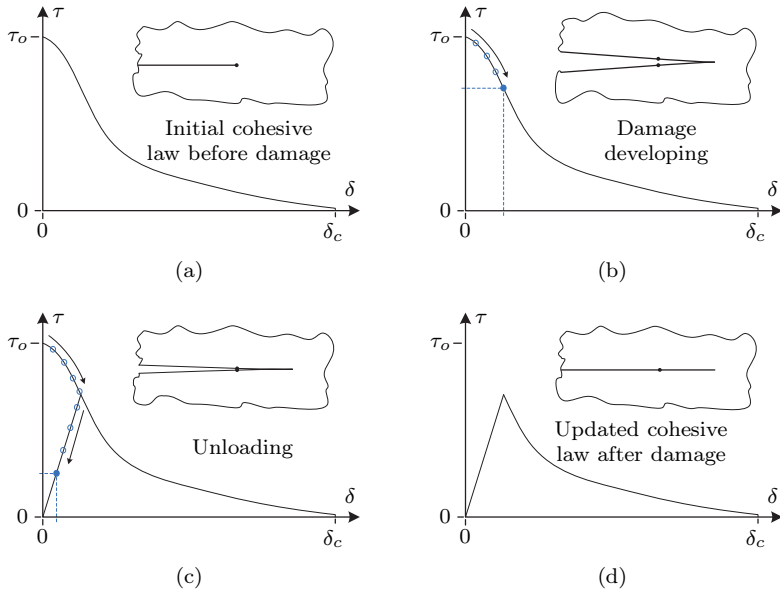 τ
τo
Initial cohesive
law before damage
δ
0
0
δc
(a)
τ
τo
Damage
developing
δ
0
0
δc
(b)
τ
τo
Unloading
δ
0
0
δc
(c)
τ
τo
Updated cohesive
law after damage
δ
0
0
δc
(d)